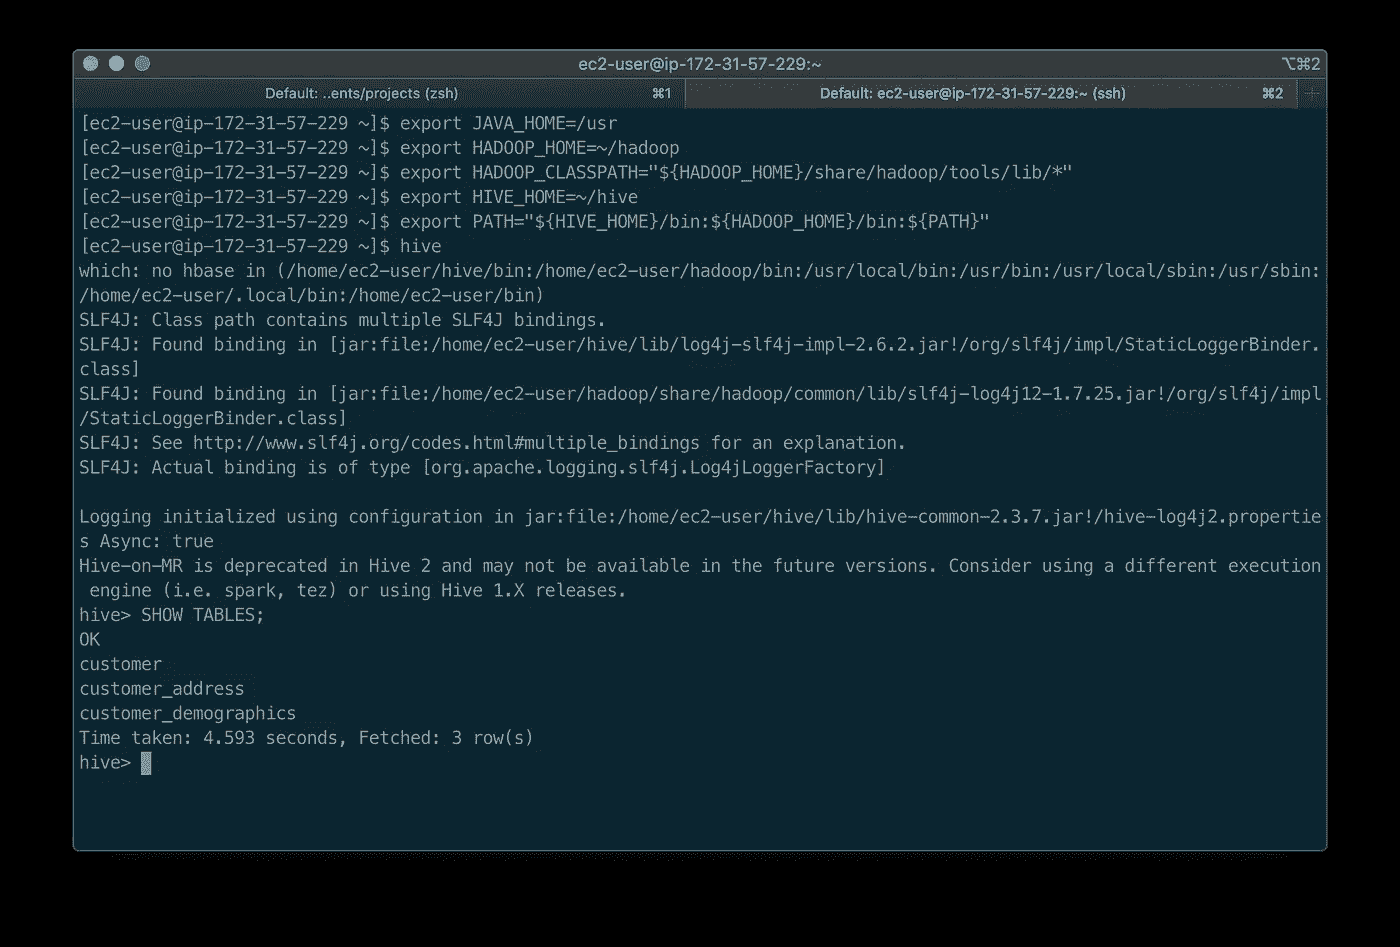 ec2-user@ip-172-31-57-229:~ ⌥⌘2
Default: ..ents/projects (zsh) ⌘1 Default: ec2-user@ip-172-31-57-229:~ (ssh) ⌘2 +
[ec2-user@ip-172-31-57-229 ~]$ export JAVA_HOME=/usr
[ec2-user@ip-172-31-57-229 ~]$ export HADOOP_HOME=~/hadoop
[ec2-user@ip-172-31-57-229 ~]$ export HADOOP_CLASSPATH="${HADOOP_HOME}/share/hadoop/tools/lib/*"
[ec2-user@ip-172-31-57-229 ~]$ export HIVE_HOME=~/hive
[ec2-user@ip-172-31-57-229 ~]$ export PATH="${HIVE_HOME}/bin:${HADOOP_HOME}/bin:${PATH}"
[ec2-user@ip-172-31-57-229 ~]$ hive
which: no hbase in (/home/ec2-user/hive/bin:/home/ec2-user/hadoop/bin:/usr/local/bin:/usr/bin:/usr/local/sbin:/usr/sbin:
/home/ec2-user/.local/bin:/home/ec2-user/bin)
SLF4J: Class path contains multiple SLF4J bindings.
SLF4J: Found binding in [jar:file:/home/ec2-user/hive/lib/log4j-slf4j-impl-2.6.2.jar!/org/slf4j/impl/StaticLoggerBinder.
class]
SLF4J: Found binding in [jar:file:/home/ec2-user/hadoop/share/hadoop/common/lib/slf4j-log4j12-1.7.25.jar!/org/slf4j/impl
/StaticLoggerBinder.class]
SLF4J: See http://www.slf4j.org/codes.html#multiple_bindings for an explanation.
SLF4J: Actual binding is of type [org.apache.logging.slf4j.Log4jLoggerFactory]
Logging initialized using configuration in jar:file:/home/ec2-user/hive/lib/hive-common-2.3.7.jar!/hive-log4j2.propertie
s Async: true
Hive-on-MR is deprecated in Hive 2 and may not be available in the future versions. Consider using a different execution
engine (i.e. spark, tez) or using Hive 1.X releases.
hive> SHOW TABLES;
OK
customer
customer_address
customer_demographics
Time taken: 4.593 seconds, Fetched: 3 row(s)
hive>